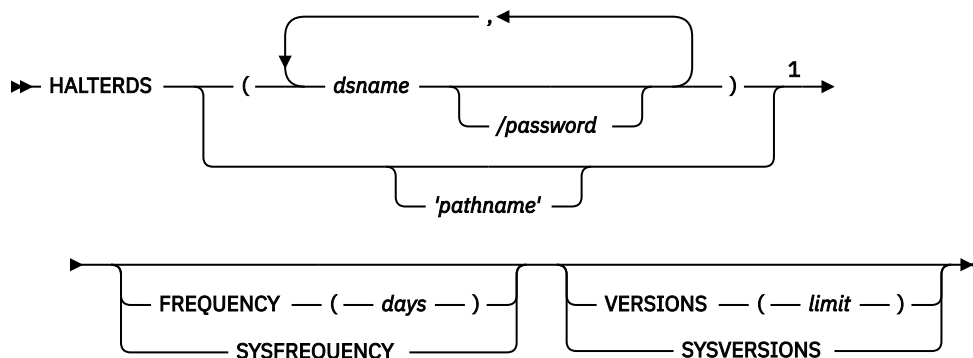 ,
HALTERDS ( dsname ) 1
/password
'pathname'
FREQUENCY ( days ) VERSIONS ( limit )
SYSFREQUENCY SYSVERSIONS